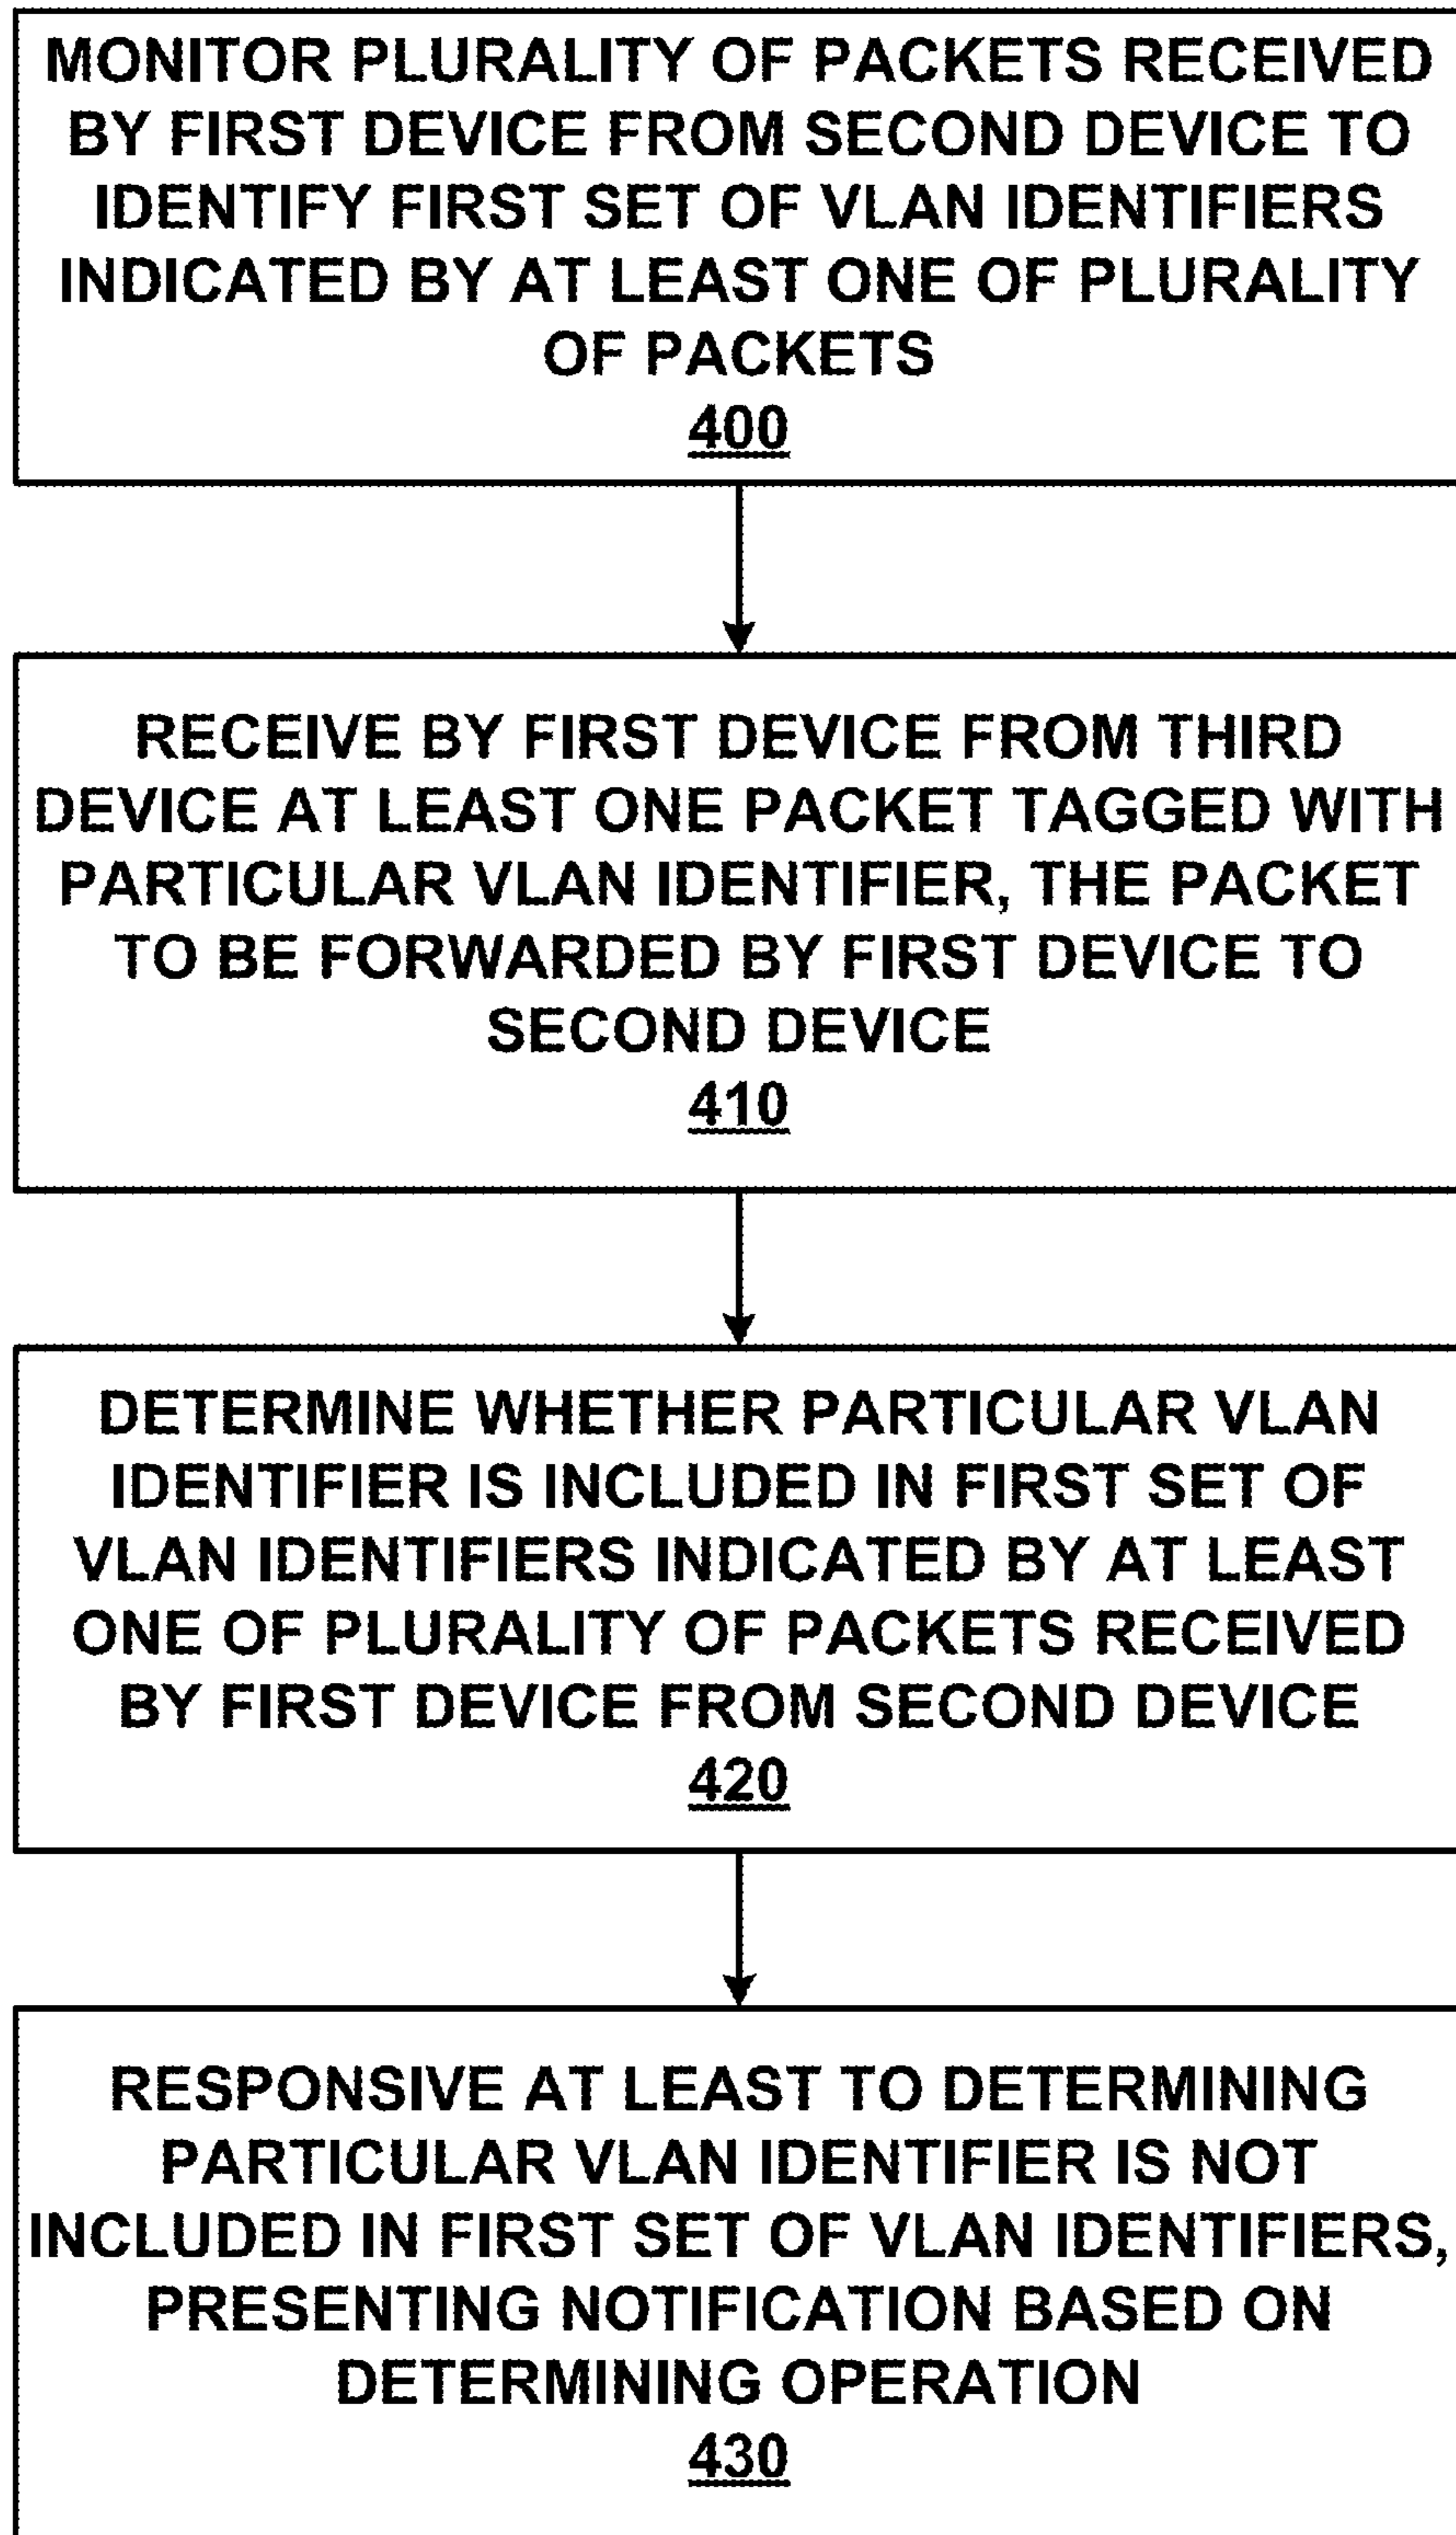 MONITOR PLURALITY OF PACKETS RECEIVED
BY FIRST DEVICE FROM SECOND DEVICE TO
IDENTIFY FIRST SET OF VLAN IDENTIFIERS
INDICATED BY AT LEAST ONE OF PLURALITY
OF PACKETS
400
RECEIVE BY FIRST DEVICE FROM THIRD
DEVICE AT LEAST ONE PACKET TAGGED WITH
PARTICULAR VLAN IDENTIFIER, THE PACKET
TO BE FORWARDED BY FIRST DEVICE TO
SECOND DEVICE
410
DETERMINE WHETHER PARTICULAR VLAN
IDENTIFIER IS INCLUDED IN FIRST SET OF
VLAN IDENTIFIERS INDICATED BY AT LEAST
ONE OF PLURALITY OF PACKETS RECEIVED
BY FIRST DEVICE FROM SECOND DEVICE
420
RESPONSIVE AT LEAST TO DETERMINING
PARTICULAR VLAN IDENTIFIER IS NOT
INCLUDED IN FIRST SET OF VLAN IDENTIFIERS,
PRESENTING NOTIFICATION BASED ON
DETERMINING OPERATION
430